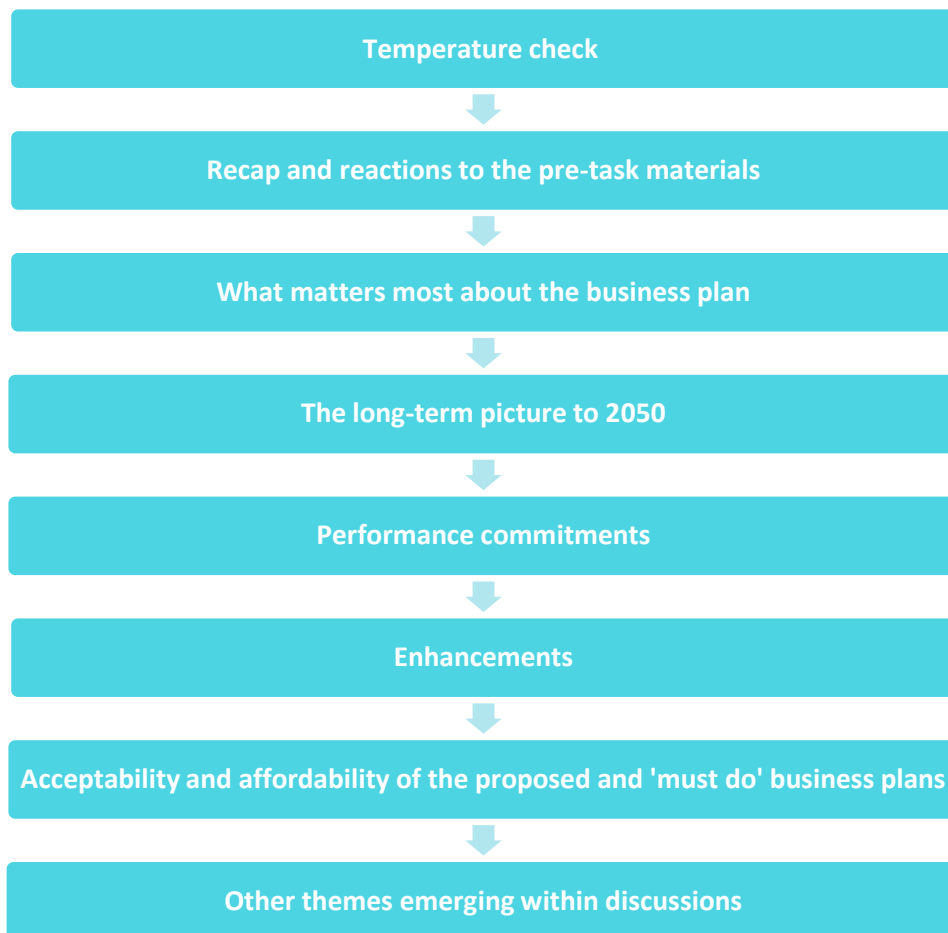 Temperature check
Recap and reactions to the pre-task materials
What matters most about the business plan
The long-term picture to 2050
Performance commitments
Enhancements
Acceptability and affordability of the proposed and 'must do' business plans
Other themes emerging within discussions